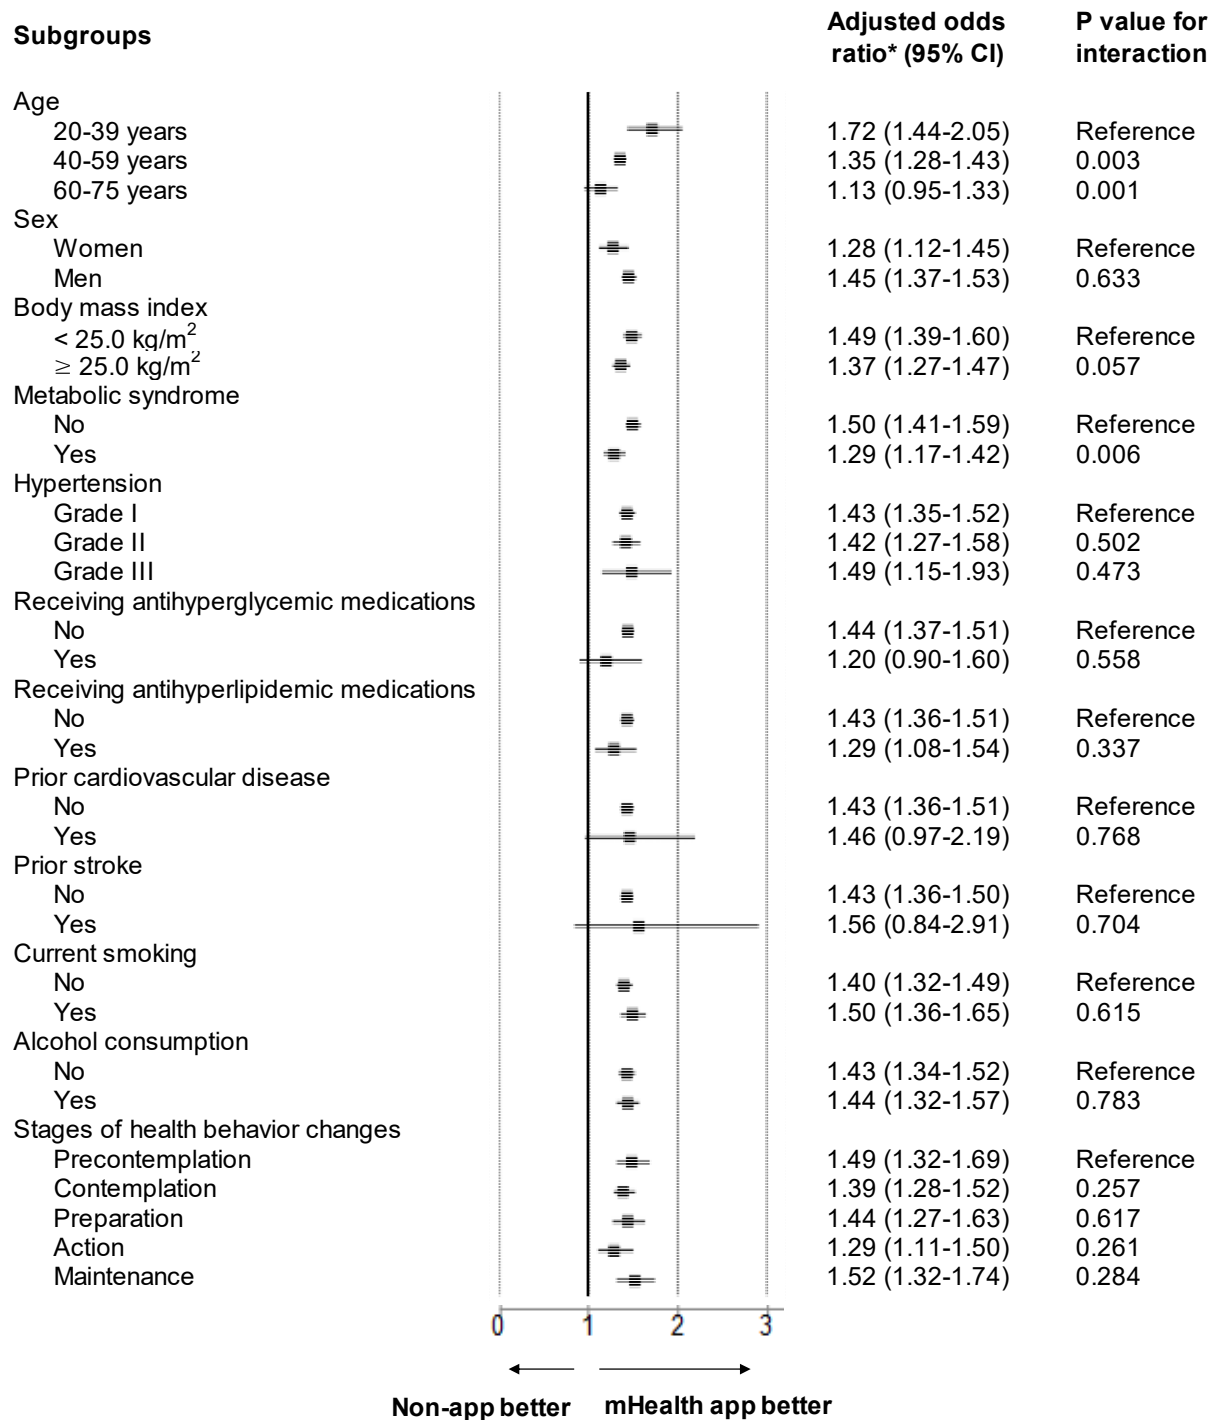 Subgroups Adjusted odds ratio* (95% CI) P value for interaction
Age
20-39 years 1.72 (1.44-2.05) Reference
40-59 years 1.35 (1.28-1.43) 0.003
60-75 years 1.13 (0.95-1.33) 0.001
Sex
Women 1.28 (1.12-1.45) Reference
Men 1.45 (1.37-1.53) 0.633
Body mass index
< 25.0 kg/m² 1.49 (1.39-1.60) Reference
≥ 25.0 kg/m² 1.37 (1.27-1.47) 0.057
Metabolic syndrome
No 1.50 (1.41-1.59) Reference
Yes 1.29 (1.17-1.42) 0.006
Hypertension
Grade I 1.43 (1.35-1.52) Reference
Grade II 1.42 (1.27-1.58) 0.502
Grade III 1.49 (1.15-1.93) 0.473
Receiving antihyperglycemic medications
No 1.44 (1.37-1.51) Reference
Yes 1.20 (0.90-1.60) 0.558
Receiving antihyperlipidemic medications
No 1.43 (1.36-1.51) Reference
Yes 1.29 (1.08-1.54) 0.337
Prior cardiovascular disease
No 1.43 (1.36-1.51) Reference
Yes 1.46 (0.97-2.19) 0.768
Prior stroke
No 1.43 (1.36-1.50) Reference
Yes 1.56 (0.84-2.91) 0.704
Current smoking
No 1.40 (1.32-1.49) Reference
Yes 1.50 (1.36-1.65) 0.615
Alcohol consumption
No 1.43 (1.34-1.52) Reference
Yes 1.44 (1.32-1.57) 0.783
Stages of health behavior changes
Precontemplation 1.49 (1.32-1.69) Reference
Contemplation 1.39 (1.28-1.52) 0.257
Preparation 1.44 (1.27-1.63) 0.617
Action 1.29 (1.11-1.50) 0.261
Maintenance 1.52 (1.32-1.74) 0.284
0 1 2 3
Non-app better mHealth app better